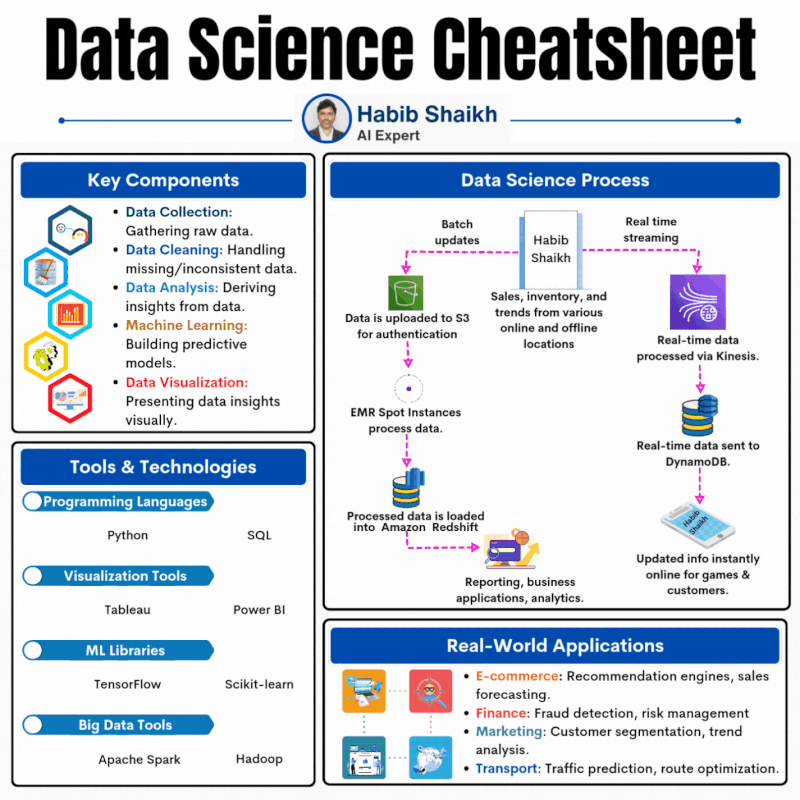 Data Science Cheatsheet
Habib Shaikh
AI Expert
Key Components
• Data Collection:
Gathering raw data.
• Data Cleaning: Handling
missing/inconsistent data.
• Data Analysis: Deriving
insights from data.
• Machine Learning:
Building predictive
models.
• Data Visualization:
Presenting data insights
visually.
Tools & Technologies
Programming Languages
Python SQL
Visualization Tools
Tableau Power BI
ML Libraries
TensorFlow Scikit-learn
Big Data Tools
Apache Spark Hadoop
Data Science Process
Batch
updates
Habib
Shaikh
Real time
streaming
Sales, inventory, and
trends from various
online and offline
locations
Data is uploaded to S3
for authentication
EMR Spot Instances
process data.
Processed data is loaded
into Amazon Redshift
Reporting, business
applications, analytics.
Real-time data
processed via Kinesis.
Real-time data sent to
DynamoDB.
Habib
Shaikh
Updated info instantly
online for games &
customers.
Real-World Applications
• E-commerce: Recommendation engines, sales
forecasting.
• Finance: Fraud detection, risk management
• Marketing: Customer segmentation, trend
analysis.
• Transport: Traffic prediction, route optimization.